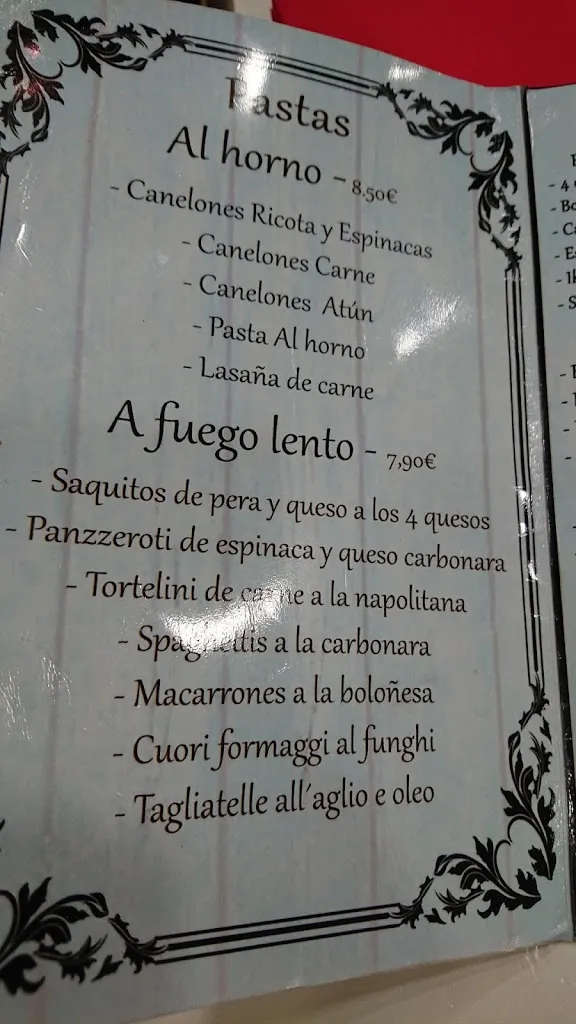 Pastas
Al horno - 8.50€
- Canelones Ricota y Espinacas
- Canelones Carne
- Canelones Atún
- Pasta Al horno
- Lasaña de carne
A fuego lento - 7,90€
- Saquitos de pera y queso a los 4 quesos
- Panzzeroti de espinaca y queso carbonara
- Tortelini de carne a la napolitana
- Spaghettis a la carbonara
- Macarrones a la boloñesa
- Cuori formaggi al funghi
- Tagliatelle all'aglio e oleo